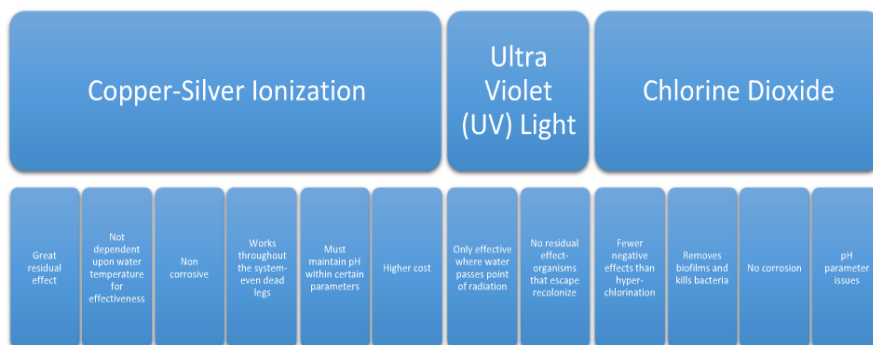 Copper-Silver Ionization
Ultra
Violet
(UV) Light
Chlorine Dioxide
Great
residual
effect
Not
dependent
upon water
temperature
for
effectiveness
Non
corrosive
Works
throughout
the system-
even dead
legs
Must
maintain pH
within certain
parameters
Higher cost
Only effective
where water
passes point
of radiation
No residual
effect-
organisms
that escape
recolonize
Fewer
negative
effects than
hyper-
chlorination
Removes
biofilms and
kills bacteria
No corrosion
pH
parameter
issues